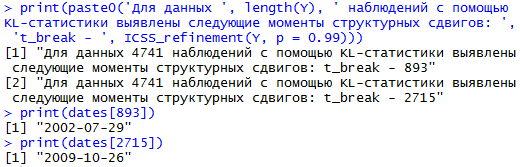 > print(paste0('Для данных ', length(Y), ' наблюдений с помощью
KL-статистики выявлены следующие моменты структурных сдвигов: ',
't_break - ', ICSS_refinement(Y, p = 0.99)))
[1] "Для данных 4741 наблюдений с помощью KL-статистики выявлены
следующие моменты структурных сдвигов: t_break - 893"
[2] "Для данных 4741 наблюдений с помощью KL-статистики выявлены
следующие моменты структурных сдвигов: t_break - 2715"
> print(dates[893])
[1] "2002-07-29"
> print(dates[2715])
[1] "2009-10-26"